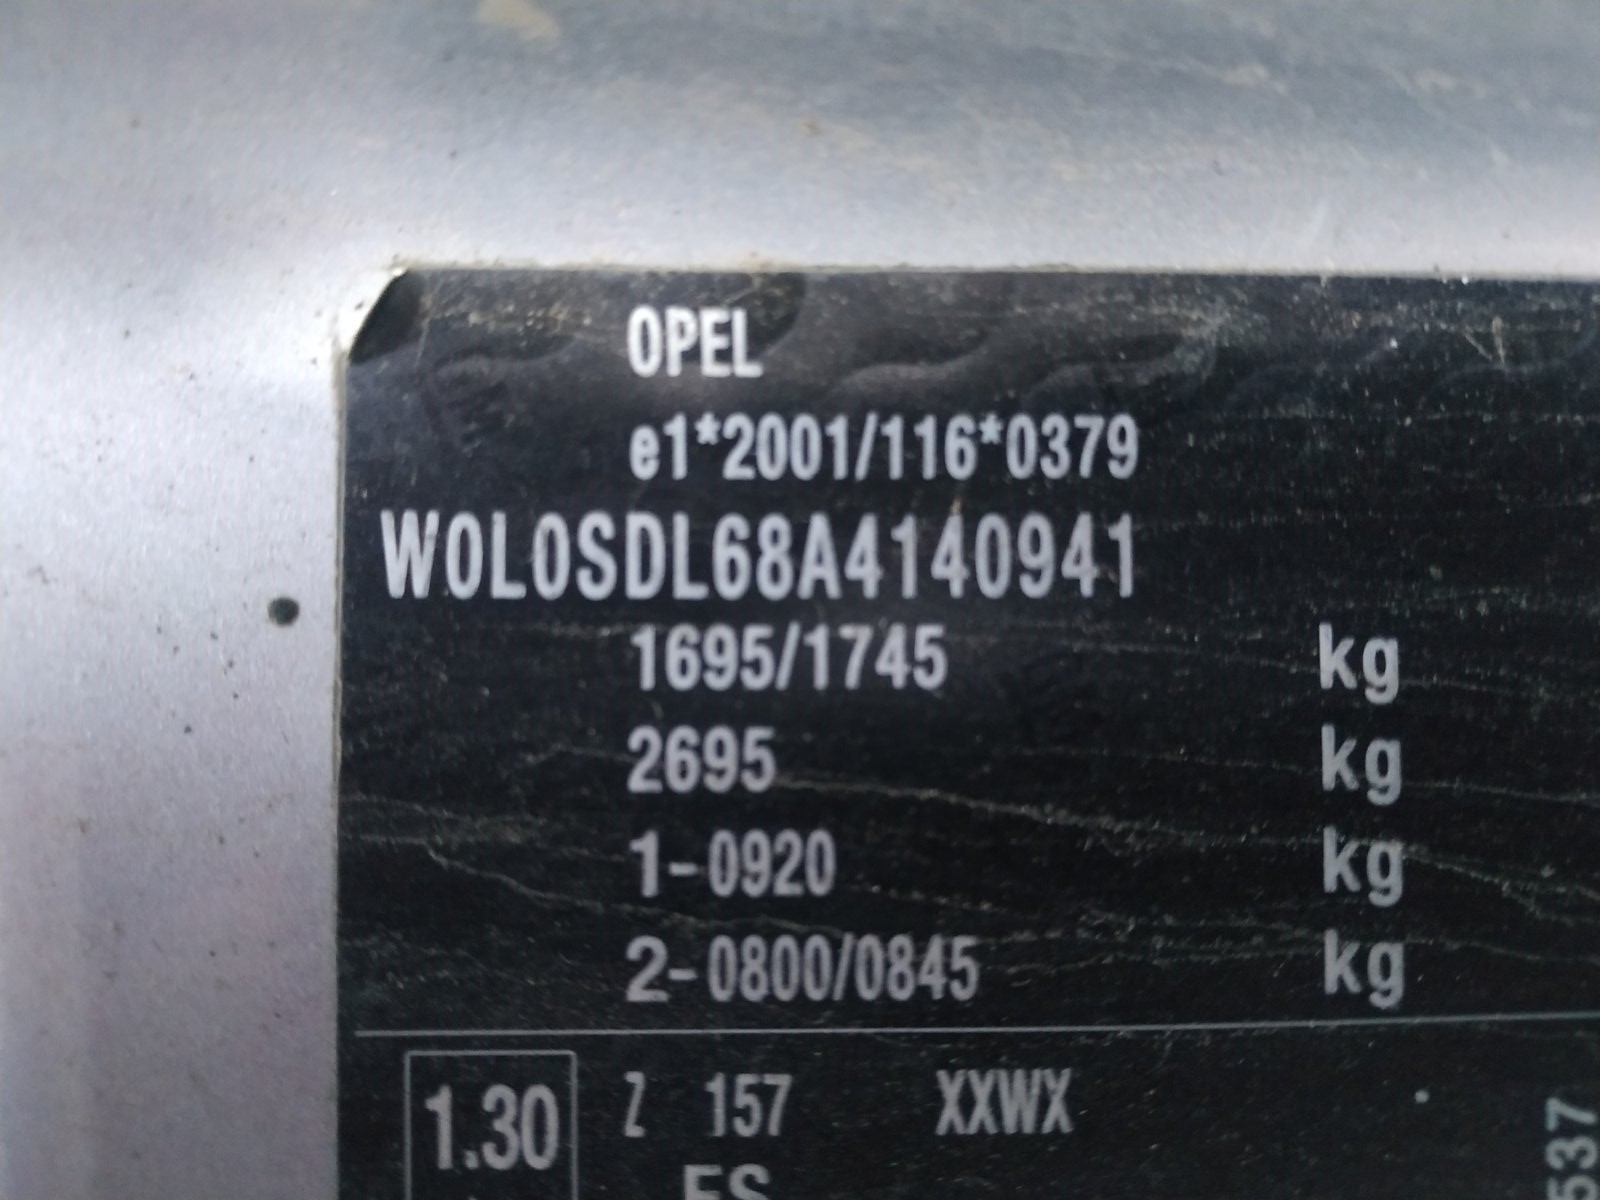 OPEL
e1*2001/116*0379
W0L0SDL68A4140941
1695/1745 kg
2695 kg
1-0920 kg
2-0800/0845 kg
1.30 Z 157 XXWX
537